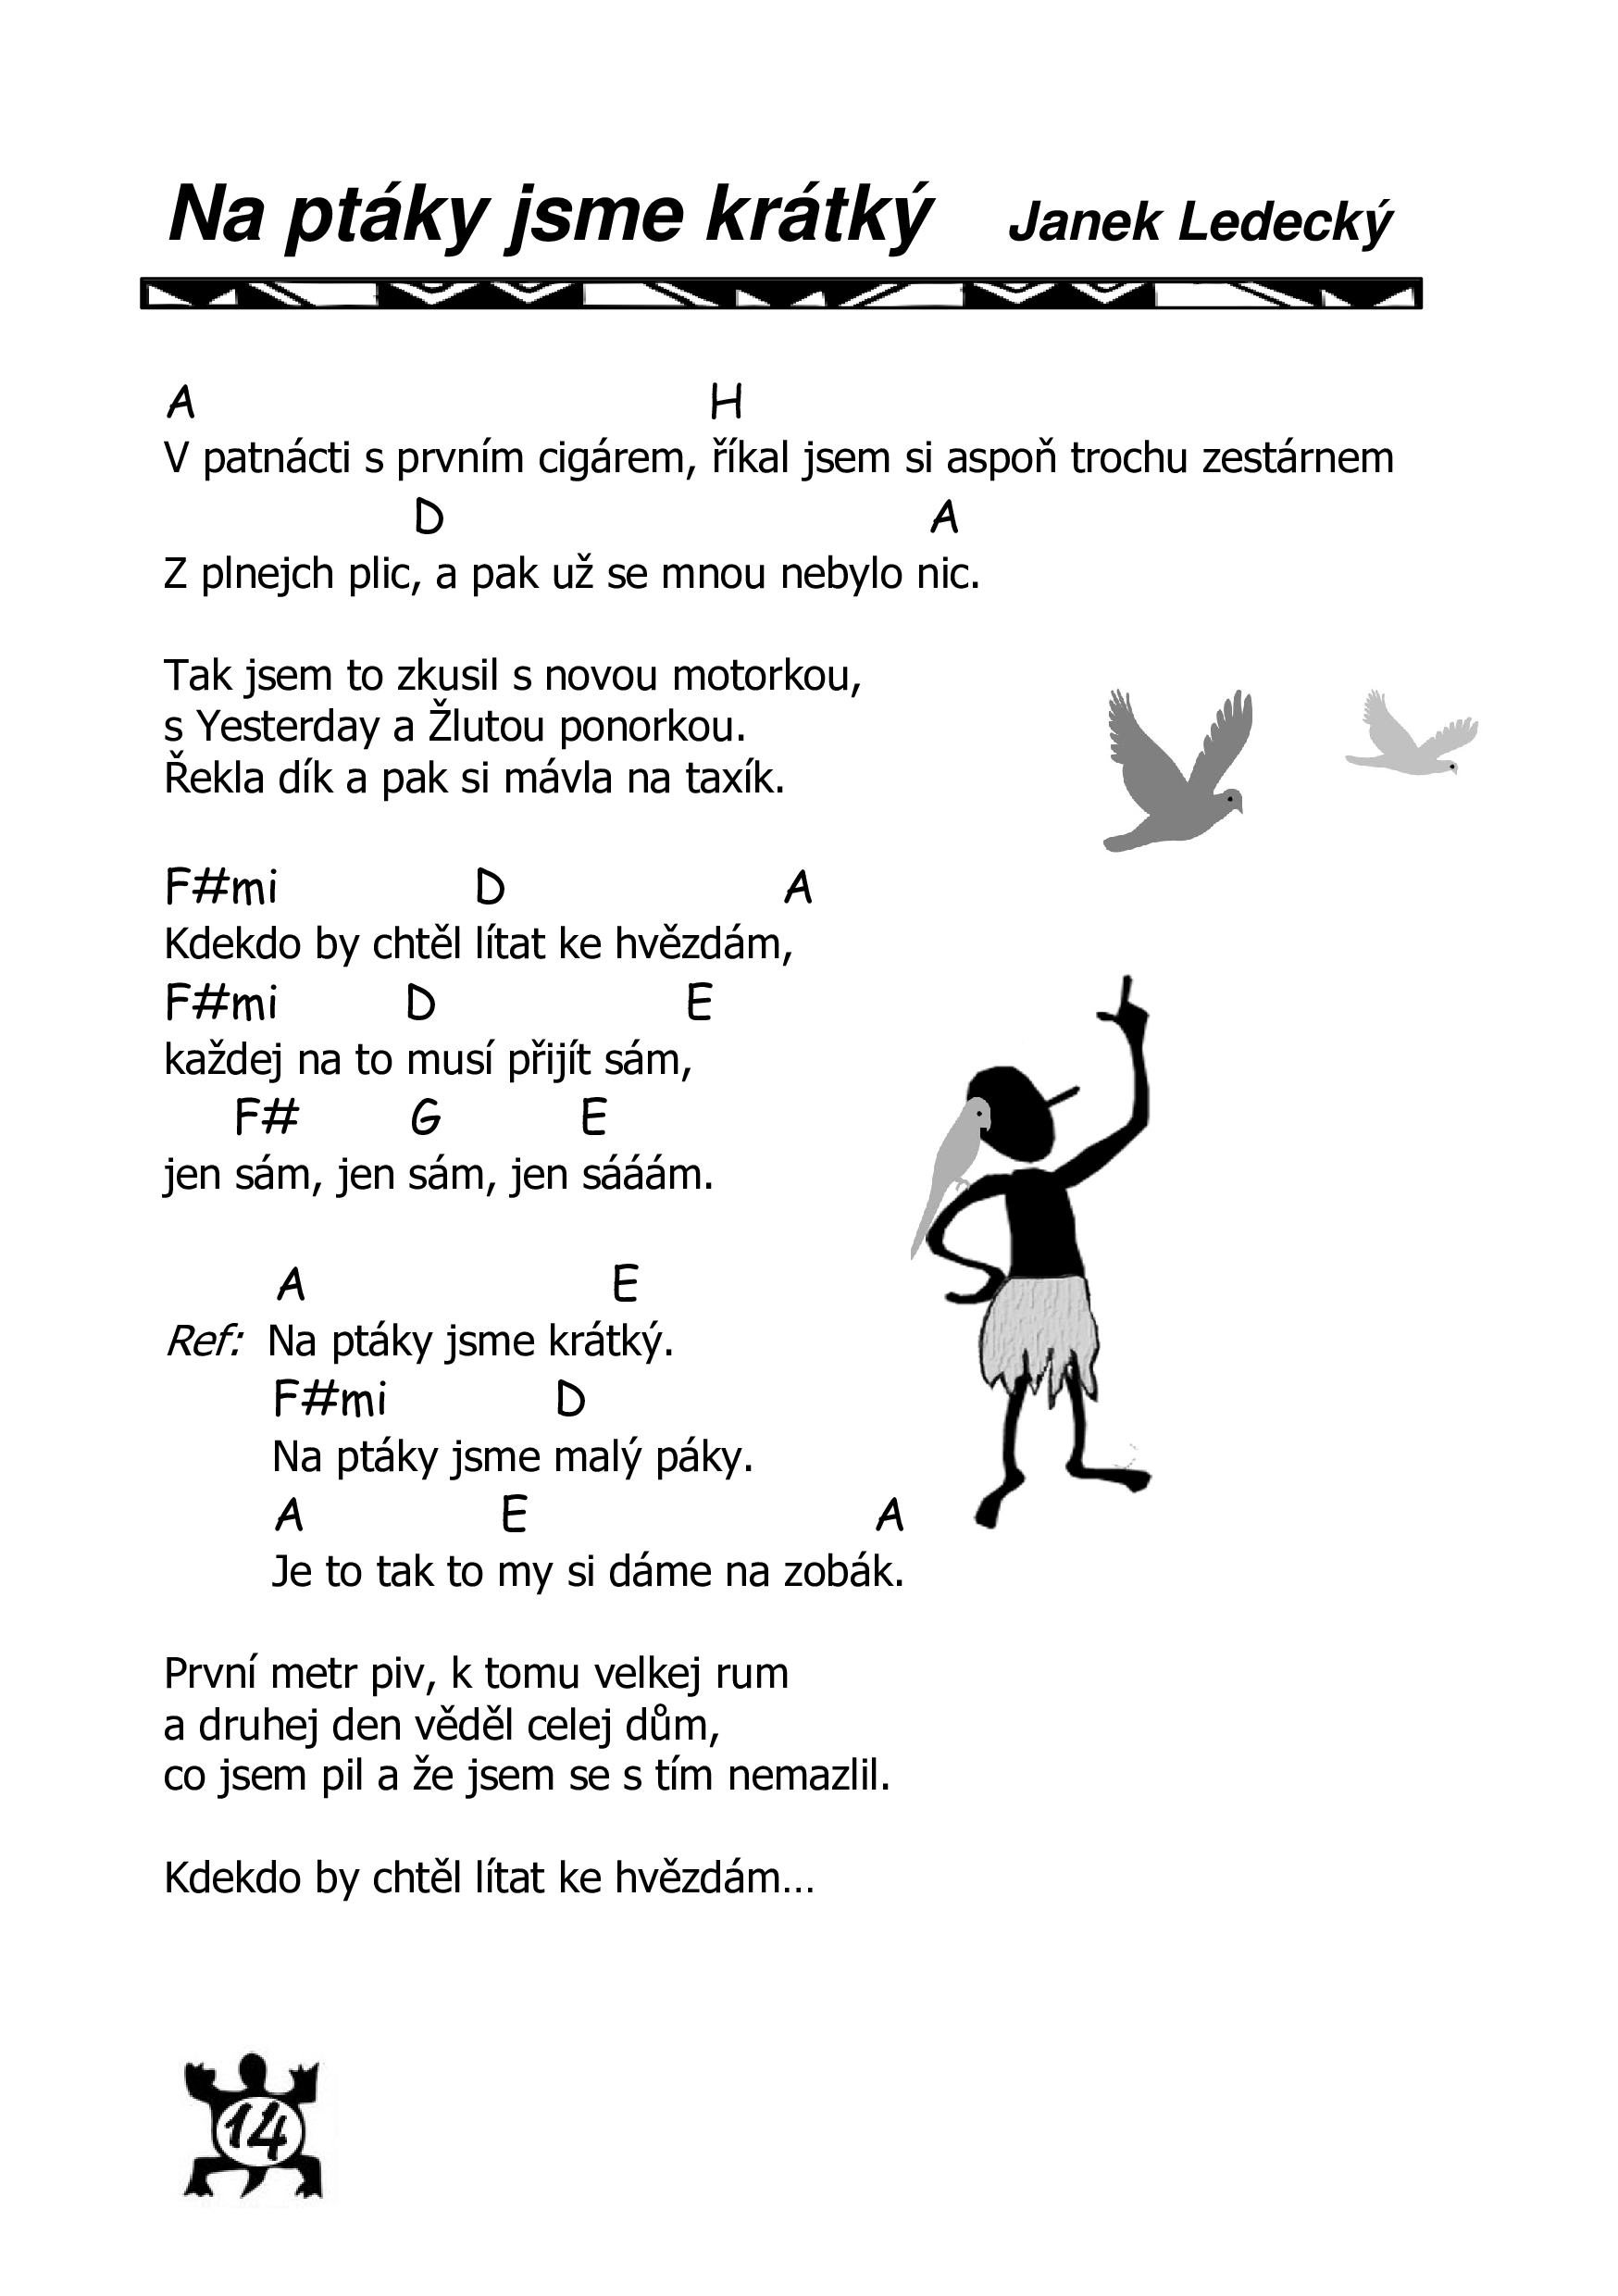 Na ptáky jsme krátký Janek Ledecký
A H
V patnácti s prvním cigárem, říkal jsem si aspoň trochu zestárnem
D A
Z plnejch plic, a pak už se mnou nebylo nic.
Tak jsem to zkusil s novou motorkou,
s Yesterday a Žlutou ponorkou.
Řekla dík a pak si mávla na taxík.
F#mi D A
Kdekdo by chtěl lítat ke hvězdám,
F#mi D E
každej na to musí přijít sám,
F# G E
jen sám, jen sám, jen sááám.
A E
Ref: Na ptáky jsme krátký.
F#mi D
Na ptáky jsme malý páky.
A E A
Je to tak to my si dáme na zobák.
První metr piv, k tomu velkej rum
a druhej den věděl celej dům,
co jsem pil a že jsem se s tím nemazlil.
Kdekdo by chtěl lítat ke hvězdám...
14